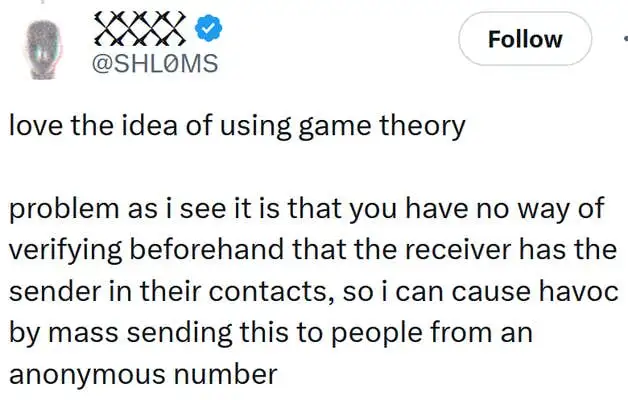 XXXX
Follow
@SHLØMS
love the idea of using game theory
problem as i see it is that you have no way of
verifying beforehand that the receiver has the
sender in their contacts, so i can cause havoc
by mass sending this to people from an
anonymous number